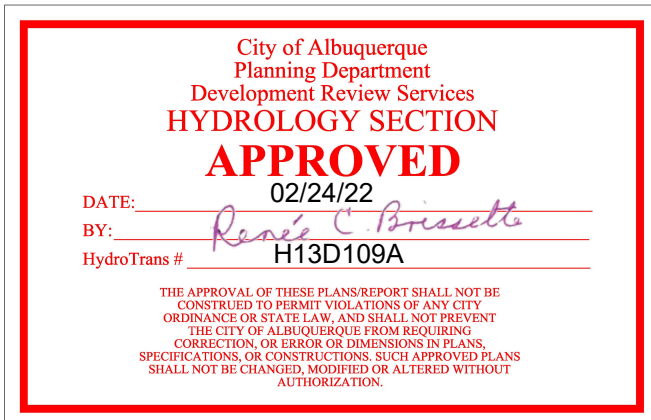 City of Albuquerque
Planning Department
Development Review Services
HYDROLOGY SECTION
APPROVED
DATE: 02/24/22
BY: Renée C. Brissette
HydroTrans # H13D109A
THE APPROVAL OF THESE PLANS/REPORT SHALL NOT BE
CONSTRUED TO PERMIT VIOLATIONS OF ANY CITY
ORDINANCE OR STATE LAW, AND SHALL NOT PREVENT
THE CITY OF ALBUQUERQUE FROM REQUIRING
CORRECTION, OR ERROR OR DIMENSIONS IN PLANS,
SPECIFICATIONS, OR CONSTRUCTIONS. SUCH APPROVED PLANS
SHALL NOT BE CHANGED, MODIFIED OR ALTERED WITHOUT
AUTHORIZATION.